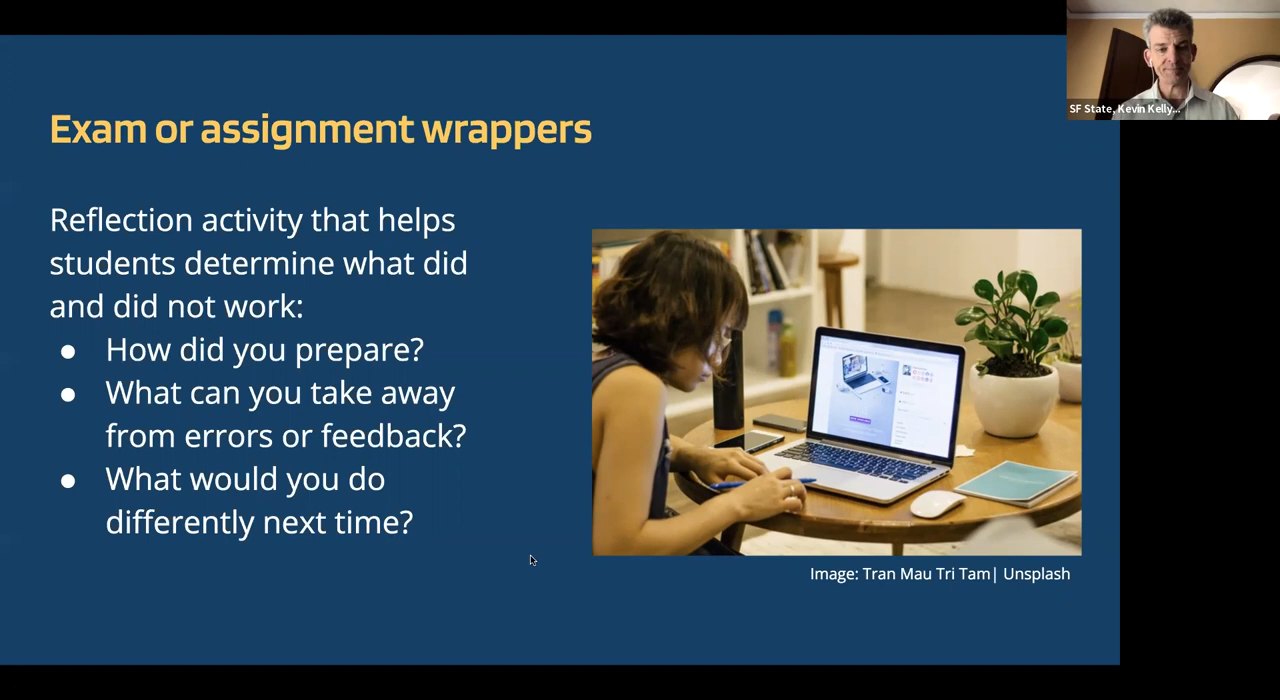 SF State, Kevin Kelly...
Exam or assignment wrappers
Reflection activity that helps
students determine what did
and did not work:
● How did you prepare?
● What can you take away
from errors or feedback?
● What would you do
differently next time?
Image: Tran Mau Tri Tam| Unsplash